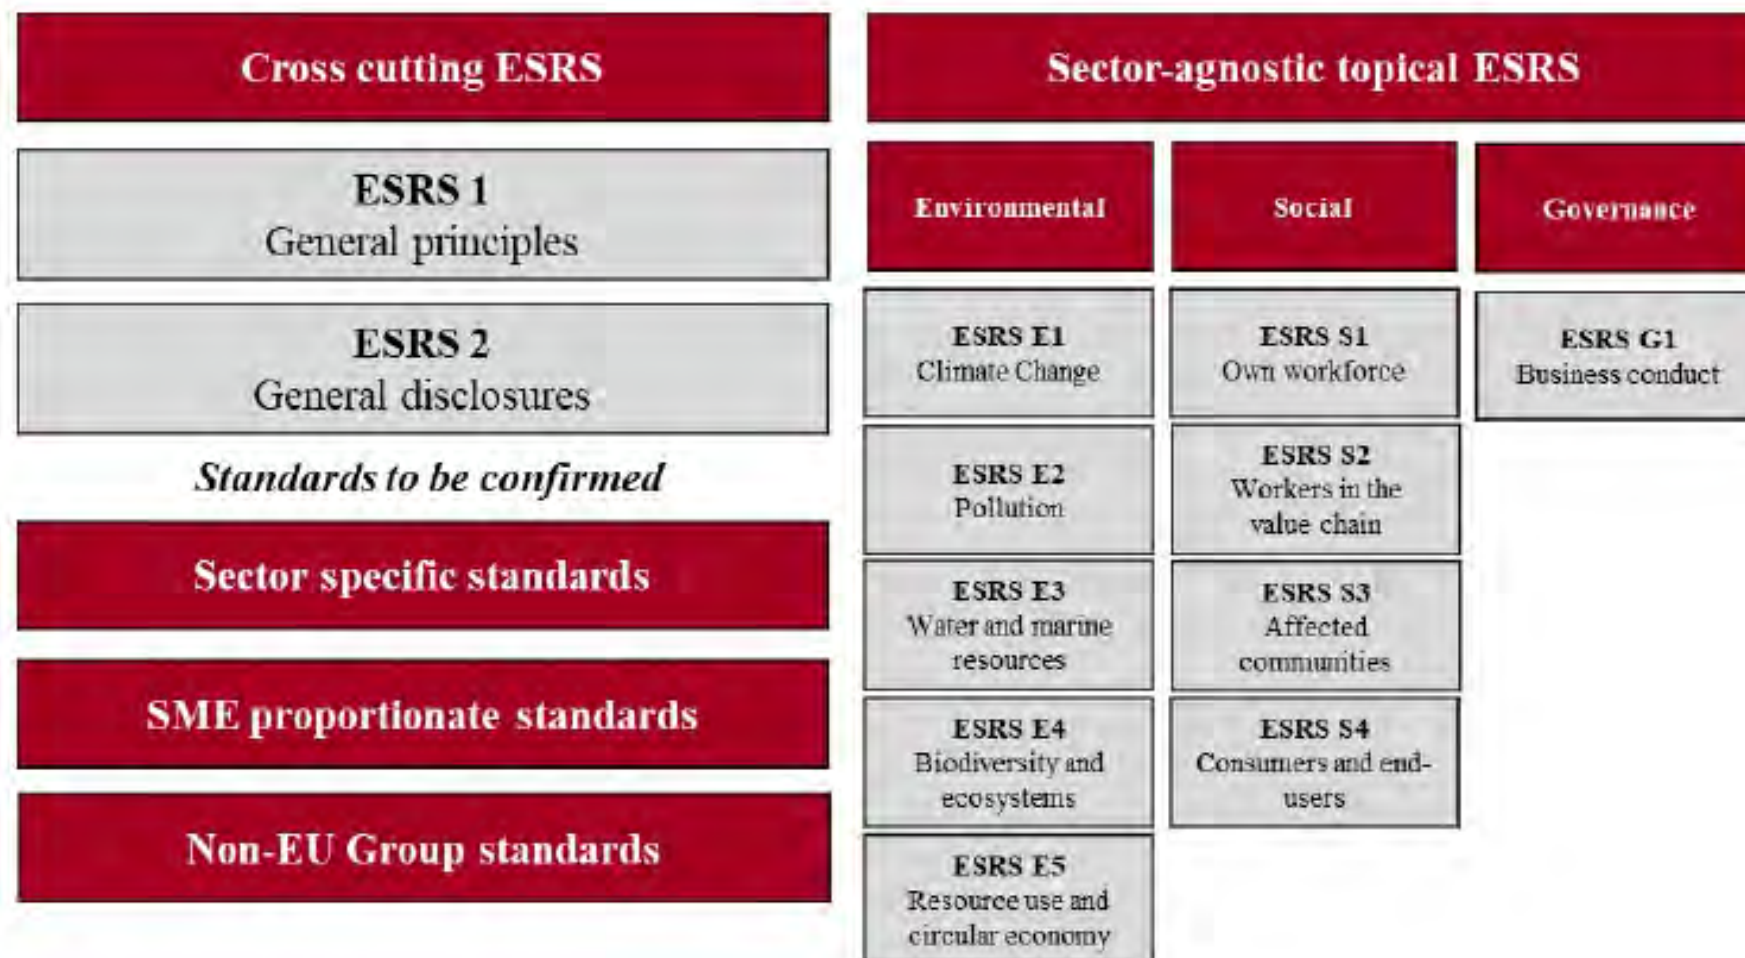 Cross cutting ESRS
ESRS 1
General principles
ESRS 2
General disclosures
Standards to be confirmed
Sector specific standards
SME proportionate standards
Non-EU Group standards
Sector-agnostic topical ESRS
Environmental
ESRS E1
Climate Change
ESRS E2
Pollution
ESRS E3
Water and marine
resources
ESRS E4
Biodiversity and
ecosystems
ESRS E5
Resource use and
circular economy
Social
ESRS S1
Own workforce
ESRS S2
Workers in the
value chain
ESRS S3
Affected
communities
ESRS S4
Consumers and end-
users
Governance
ESRS G1
Business conduct